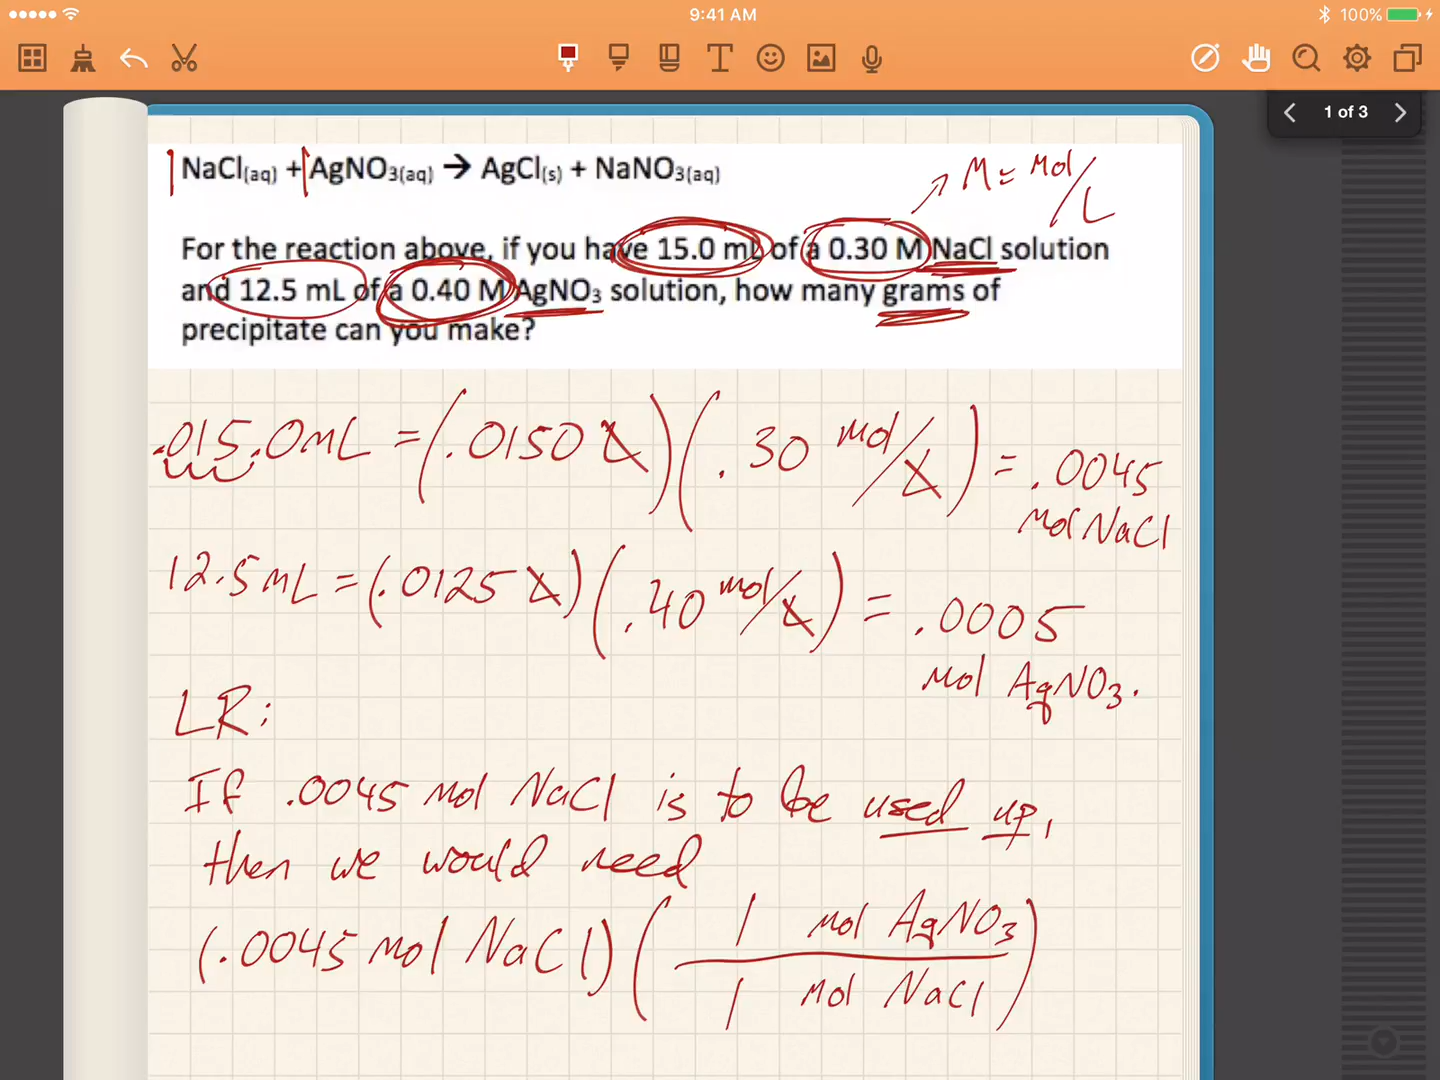 9:41 AM
100%
1 of 3
NaCl(aq) + AgNO3(aq) → AgCl(s) + NaNO3(aq)
M = mol/L
For the reaction above, if you have 15.0 mL of a 0.30 M NaCl solution
and 12.5 mL of a 0.40 M AgNO3 solution, how many grams of
precipitate can you make?
.015.0mL = (.0150 L)(.30 mol/L) = .0045
mol NaCl
12.5mL = (.0125 L)(.40 mol/L) = .0005
mol AgNO3.
LR:
If .0045 mol NaCl is to be used up,
then we would need
(.0045 mol NaCl)(1 mol AgNO3
1 mol NaCl)